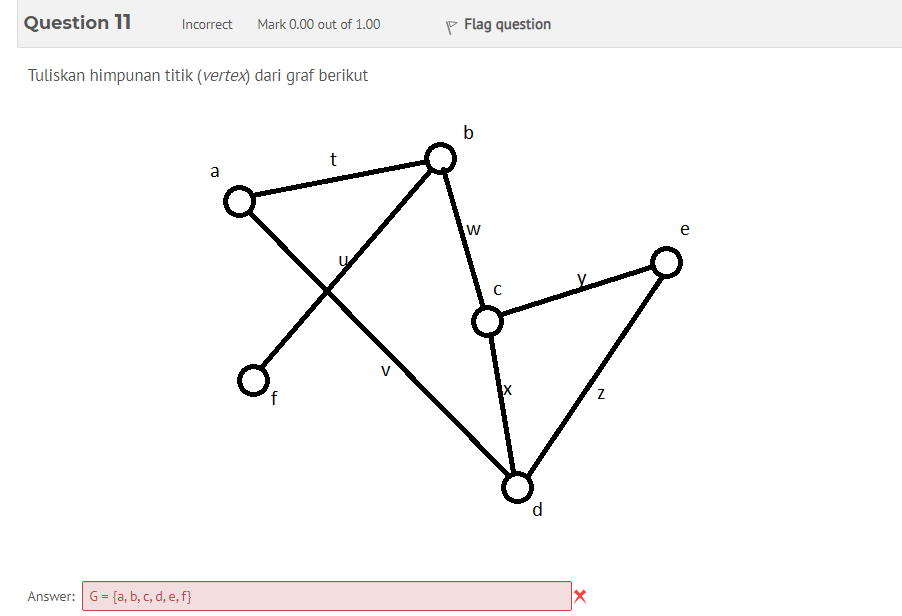 Question 11 Incorrect Mark 0.00 out of 1.00 Flag question
Tuliskan himpunan titik (vertex) dari graf berikut
b
t
a
w
e
u
y
c
v
x
z
f
d
Answer: G = {a, b, c, d, e, f}